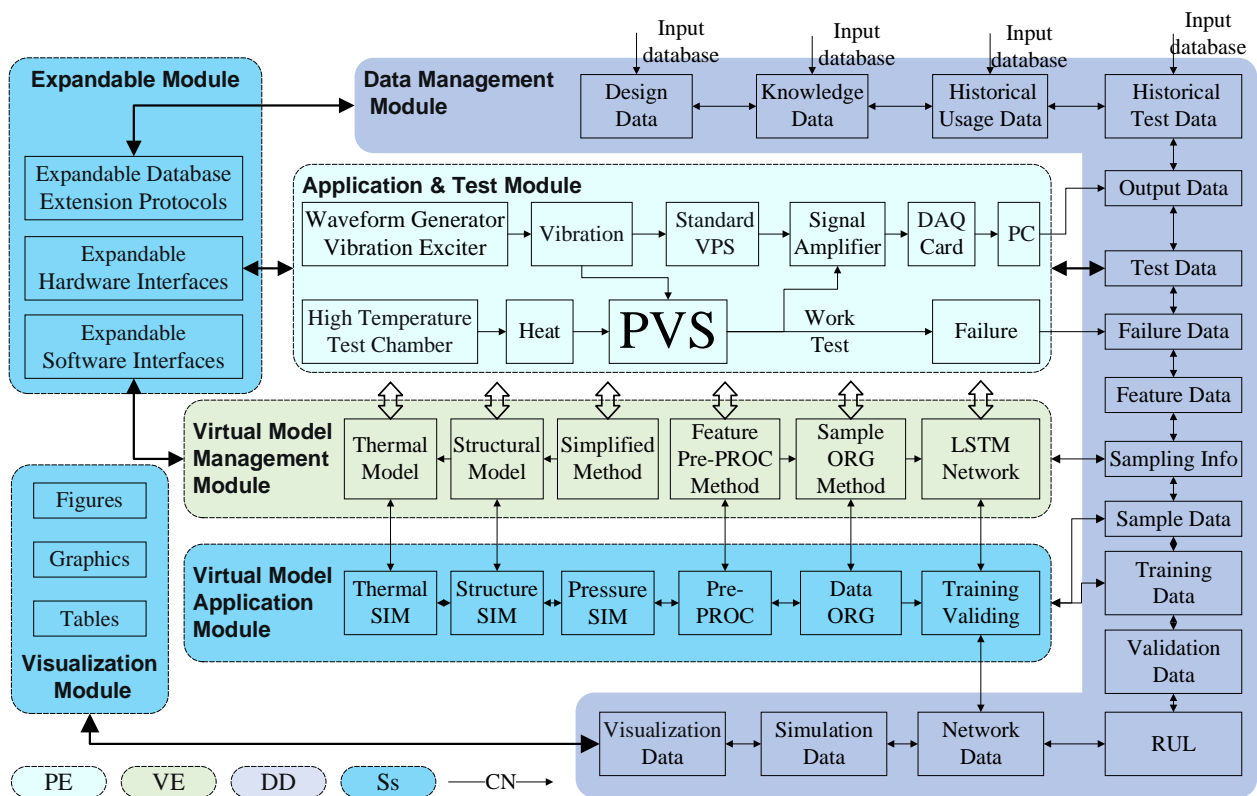 Input
database
Input
database
Input
database
Input
database
Expandable Module
Data Management
Module
Design
Data
Knowledge
Data
Historical
Usage Data
Historical
Test Data
Expandable Database
Extension Protocols
Expandable
Hardware Interfaces
Expandable
Software Interfaces
Application & Test Module
Waveform Generator
Vibration Exciter
Vibration
Standard
VPS
Signal
Amplifier
DAQ
Card
PC
High Temperature
Test Chamber
Heat
PVS
Work
Test
Failure
Output Data
Test Data
Failure Data
Feature Data
Sampling Info
Sample Data
Training
Data
Validation
Data
RUL
Virtual Model
Management
Module
Thermal
Model
Structural
Model
Simplified
Method
Feature
Pre-PROC
Method
Sample
ORG
Method
LSTM
Network
Virtual Model
Application
Module
Thermal
SIM
Structure
SIM
Pressure
SIM
Pre-
PROC
Data
ORG
Training
Validing
Figures
Graphics
Tables
Visualization
Module
Visualization
Data
Simulation
Data
Network
Data
PE
VE
DD
Ss
CN